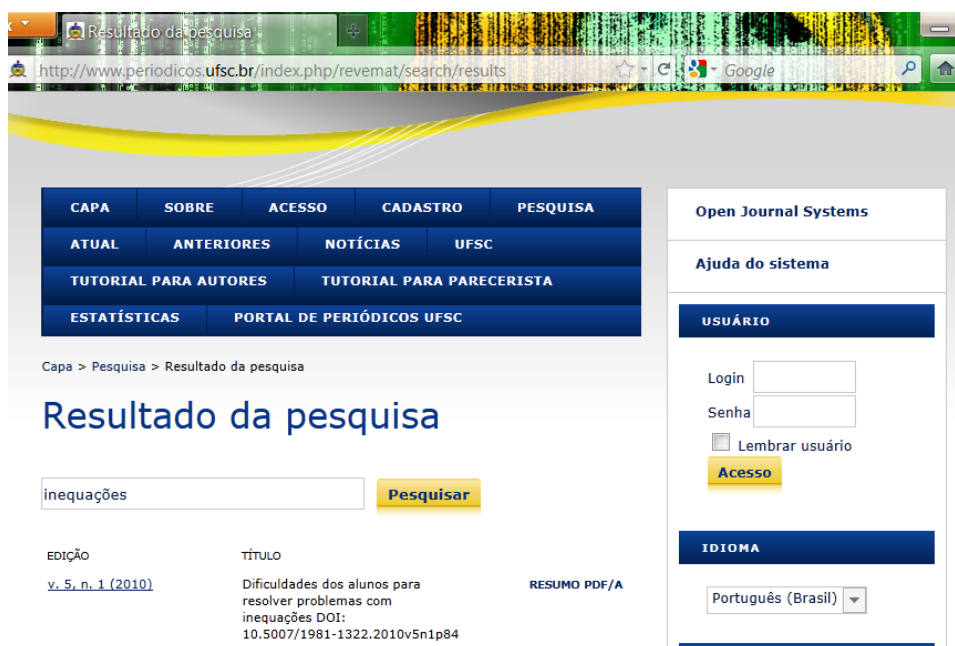 Resultado da pesquisa
http://www.periodicos.ufsc.br/index.php/revemat/search/results
Google
CAPA SOBRE ACESSO CADASTRO PESQUISA
ATUAL ANTERIORES NOTÍCIAS UFSC
TUTORIAL PARA AUTORES TUTORIAL PARA PARECERISTA
ESTATÍSTICAS PORTAL DE PERIÓDICOS UFSC
Capa > Pesquisa > Resultado da pesquisa
Resultado da pesquisa
inequações Pesquisar
EDIÇÃO TÍTULO
v. 5, n. 1 (2010) Dificuldades dos alunos para RESUMO PDF/A
resolver problemas com
inequações DOI:
10.5007/1981-1322.2010v5n1p84
Open Journal Systems
Ajuda do sistema
USUÁRIO
Login
Senha
Lembrar usuário
Acesso
IDIOMA
Português (Brasil)